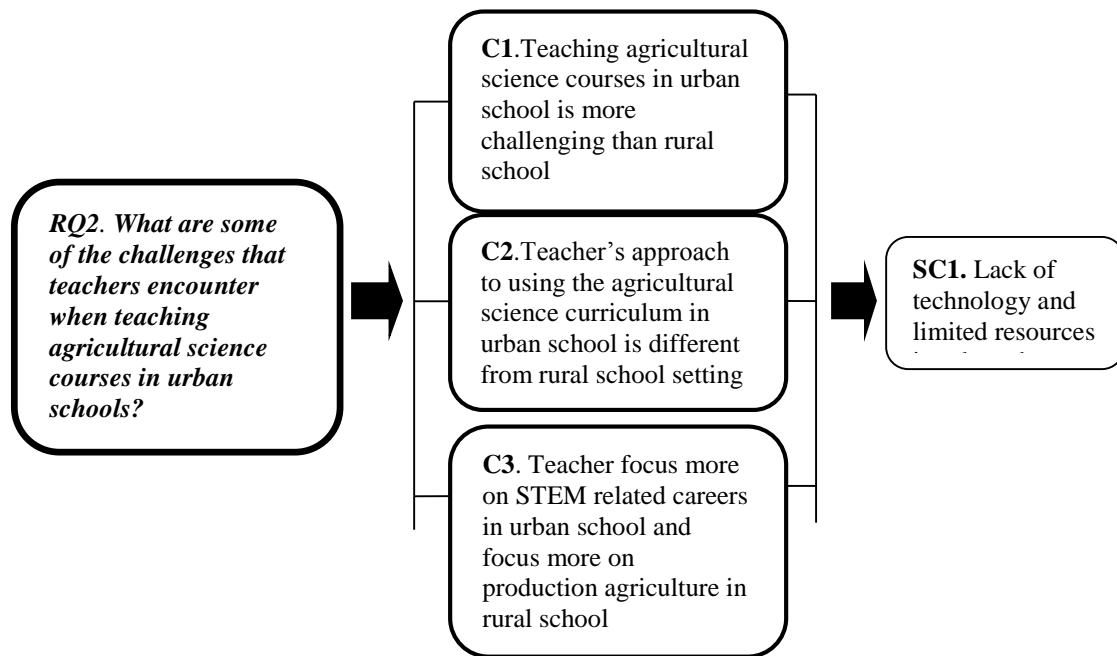 RQ2. What are some
of the challenges that
teachers encounter
when teaching
agricultural science
courses in urban
schools?
C1.Teaching agricultural
science courses in urban
school is more
challenging than rural
school
C2.Teacher’s approach
to using the agricultural
science curriculum in
urban school is different
from rural school setting
C3. Teacher focus more
on STEM related careers
in urban school and
focus more on
production agriculture in
rural school
SC1. Lack of
technology and
limited resources